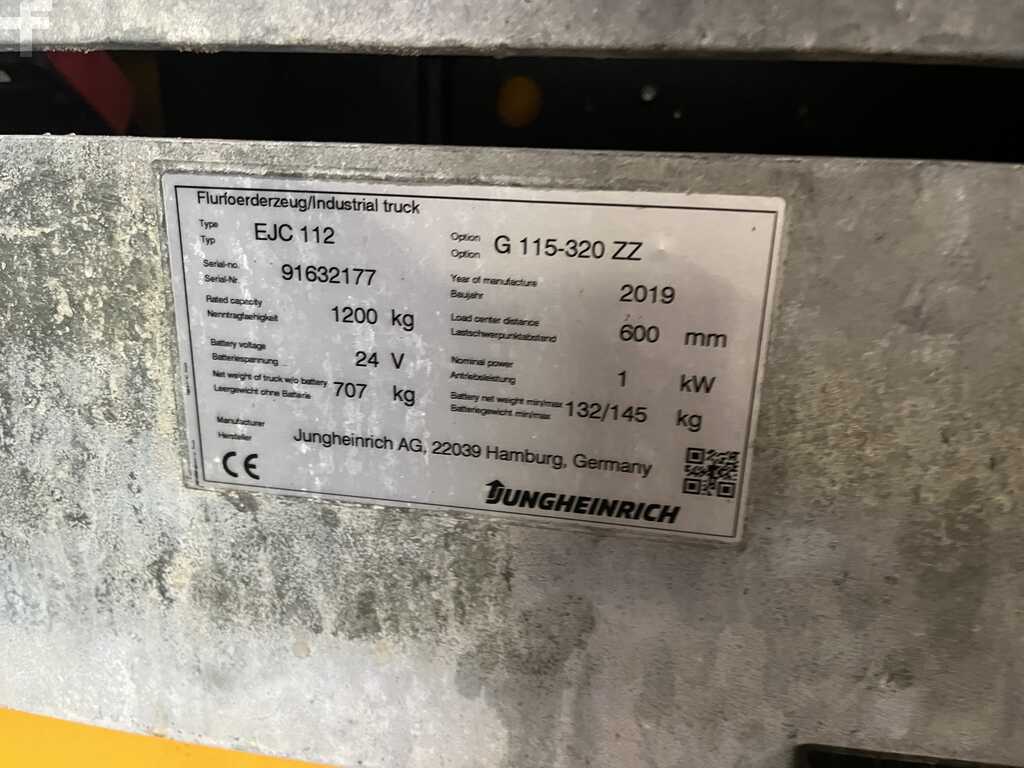 Flurfoerderzeug/Industrial truck
Type EJC 112 Option G 115-320 ZZ
Typ Option
Serial-no. 91632177 Year of manufacture 2019
Serial-Nr. Baujahr
Rated capacity 1200 kg Load center distance 600 mm
Nenntragfaehigkeit Lastschwerpunktabstand
Battery voltage 24 V Nominal power 1 kW
Batteriespannung Antriebsleistung
Net weight of truck w/o battery 707 kg Battery net weight min/max 132/145 kg
Leergewicht ohne Batterie Batteriegewicht min/max
Manufacturer Jungheinrich AG, 22039 Hamburg, Germany
Hersteller
CE JUNGHEINRICH